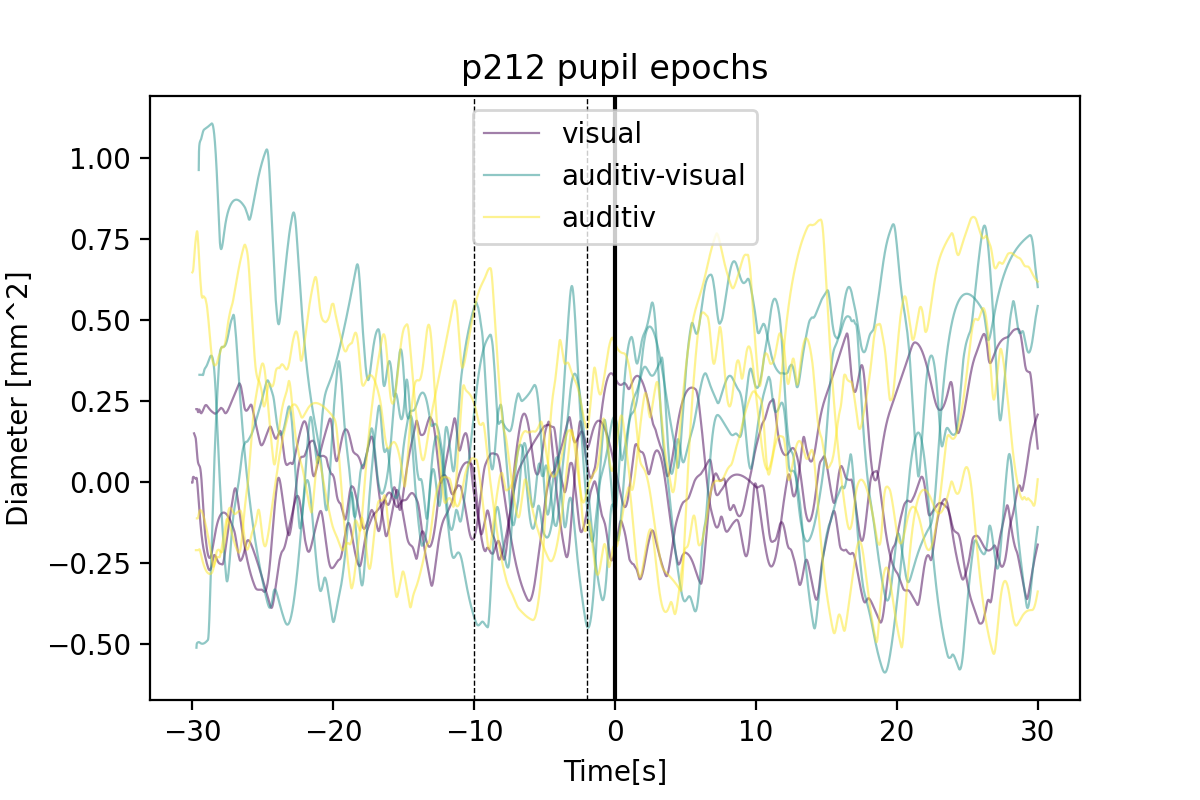 p212 pupil epochs
visual
auditiv-visual
auditiv
Diameter [mm^2]
1.00
0.75
0.50
0.25
0.00
−0.25
−0.50
−30 −20 −10 0 10 20 30
Time[s]